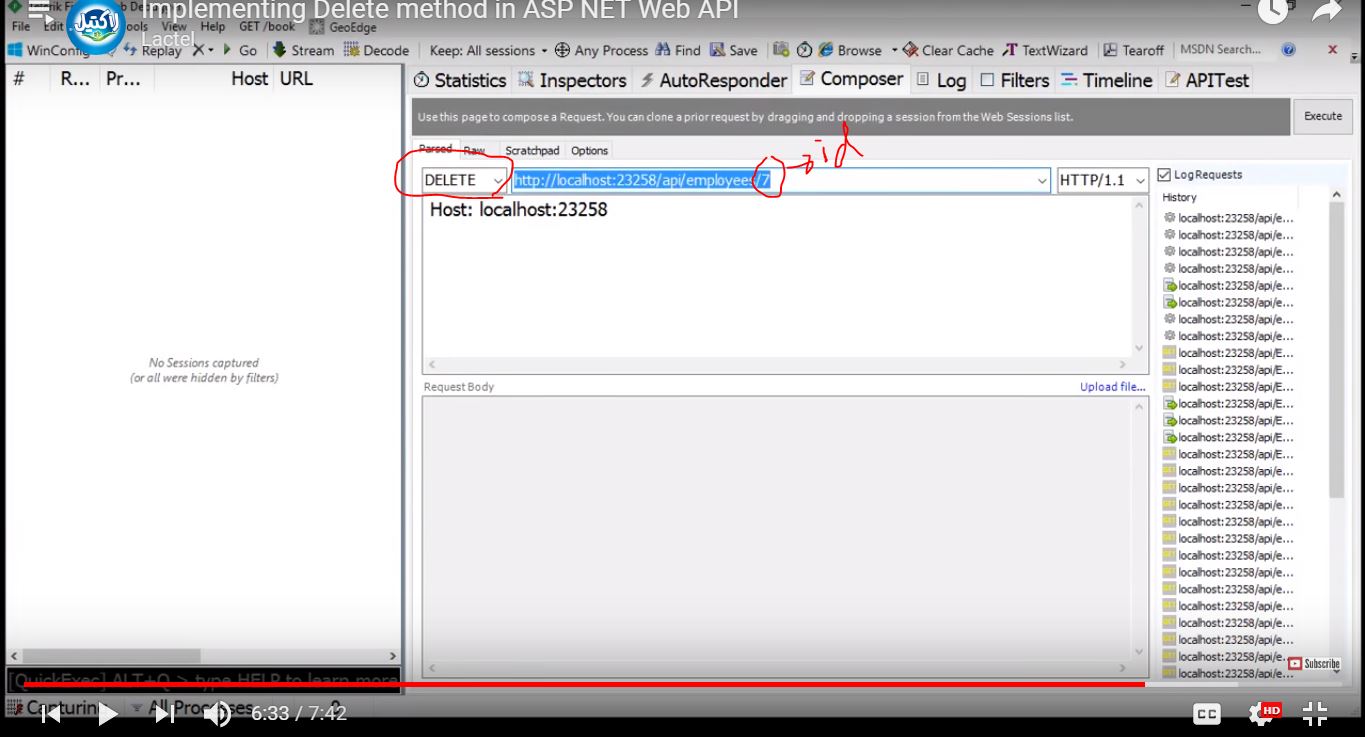 Implementing Delete method in ASP NET Web API
Lactel
اكتيل
File Edit View Help GET /book GeoEdge
WinConfig Replay Go Stream Decode Keep: All sessions Any Process Find Save Browse Clear Cache TextWizard Tearoff MSDN Search...
# R... Pr... Host URL
Statistics Inspectors AutoResponder Composer Log Filters Timeline APITest
Use this page to compose a Request. You can clone a prior request by dragging and dropping a session from the Web Sessions list.
Execute
id
Parsed Raw Scratchpad Options
DELETE http://localhost:23258/api/employees/7 HTTP/1.1
Host: localhost:23258
Log Requests
History
localhost:23258/api/e...
localhost:23258/api/e...
localhost:23258/api/e...
localhost:23258/api/e...
localhost:23258/api/e...
localhost:23258/api/e...
localhost:23258/api/e...
localhost:23258/api/e...
localhost:23258/api/E...
localhost:23258/api/E...
localhost:23258/api/E...
localhost:23258/api/E...
localhost:23258/api/E...
localhost:23258/api/E...
localhost:23258/api/E...
localhost:23258/api/e...
localhost:23258/api/e...
localhost:23258/api/e...
localhost:23258/api/e...
localhost:23258/api/e...
localhost:23258/api/e...
localhost:23258/api/e...
localhost:23258/api/e...
localhost:23258/api/e...
localhost:23258/api/e...
localhost:23258/api/e...
localhost:23258/api/e...
localhost:23258/api/e...
No Sessions captured
(or all were hidden by filters)
Request Body Upload file...
Subscribe
[QuickExec] ALT+Q > type HELP to learn more
Capturing All Processes
6:33 / 7:42
CC HD